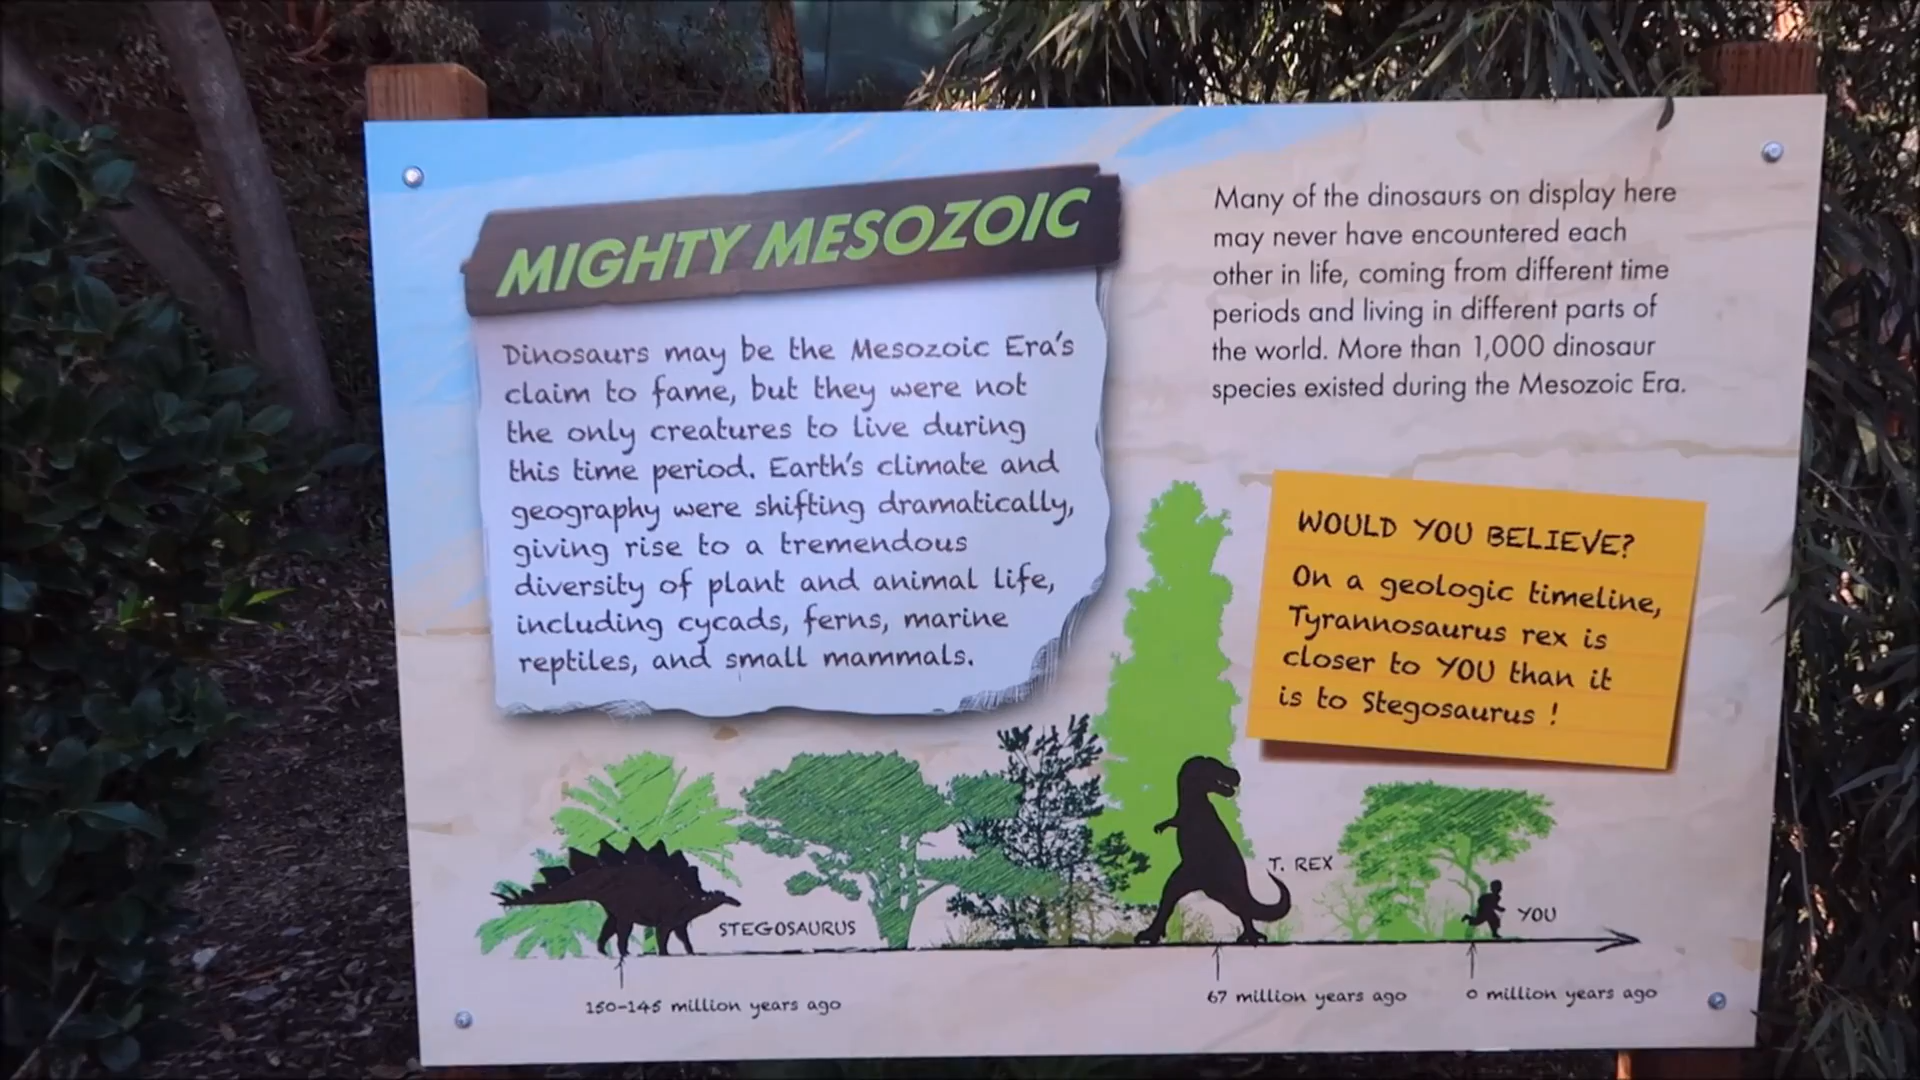 MIGHTY MESOZOIC
Dinosaurs may be the Mesozoic Era's
claim to fame, but they were not
the only creatures to live during
this time period. Earth's climate and
geography were shifting dramatically,
giving rise to a tremendous
diversity of plant and animal life,
including cycads, ferns, marine
reptiles, and small mammals.
Many of the dinosaurs on display here
may never have encountered each
other in life, coming from different time
periods and living in different parts of
the world. More than 1,000 dinosaur
species existed during the Mesozoic Era.
WOULD YOU BELIEVE?
On a geologic timeline,
Tyrannosaurus rex is
closer to YOU than it
is to Stegosaurus !
STEGOSAURUS
T. REX
YOU
150-145 million years ago
67 million years ago
0 million years ago